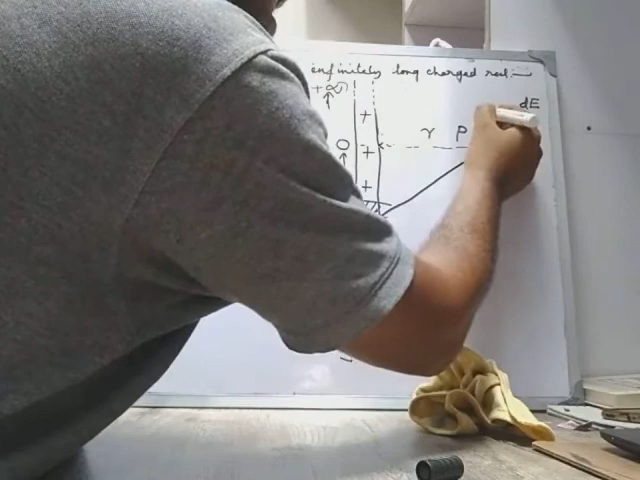 infinitely long charged rod:-
+∞
dE
+
r P
O
+
+